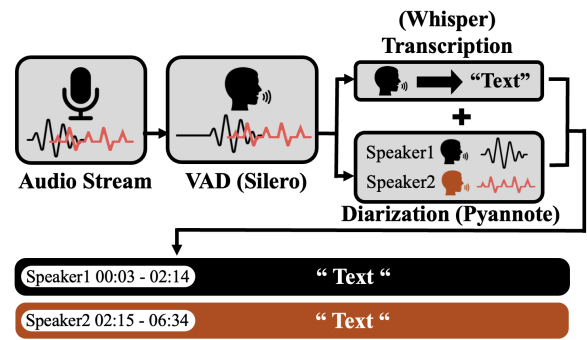 (Whisper)
Transcription
“Text”
+
Speaker1
Speaker2
Audio Stream
VAD (Silero)
Diarization (Pyannote)
Speaker1 00:03 - 02:14
“ Text “
Speaker2 02:15 - 06:34
“ Text “